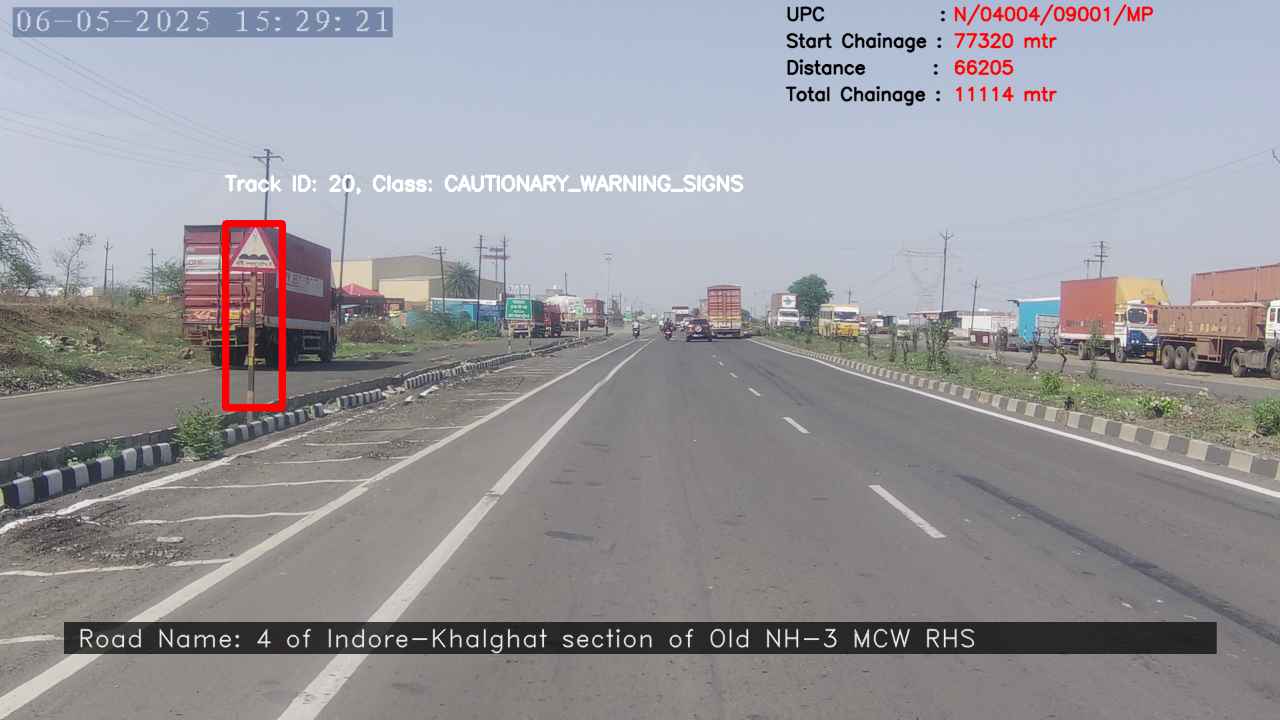 06-05-2025 15:29:21
UPC : N/04004/09001/MP
Start Chainage : 77320 mtr
Distance : 66205
Total Chainage : 11114 mtr
Track ID: 20, Class: CAUTIONARY_WARNING_SIGNS
Road Name: 4 of Indore-Khalghat section of Old NH-3 MCW RHS